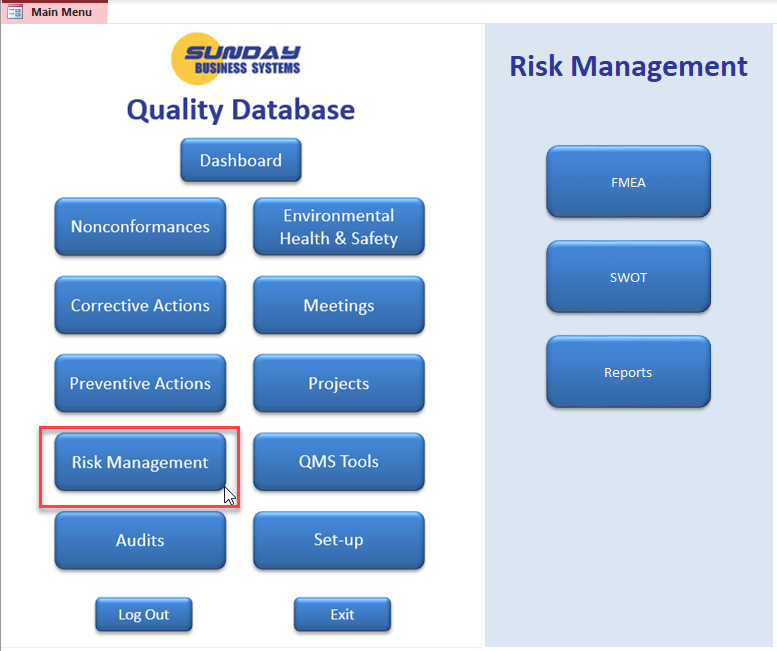 Main Menu
SUNDAY
BUSINESS SYSTEMS
Quality Database
Dashboard
Nonconformances
Environmental
Health & Safety
Corrective Actions
Meetings
Preventive Actions
Projects
Risk Management
QMS Tools
Audits
Set-up
Log Out
Exit
Risk Management
FMEA
SWOT
Reports